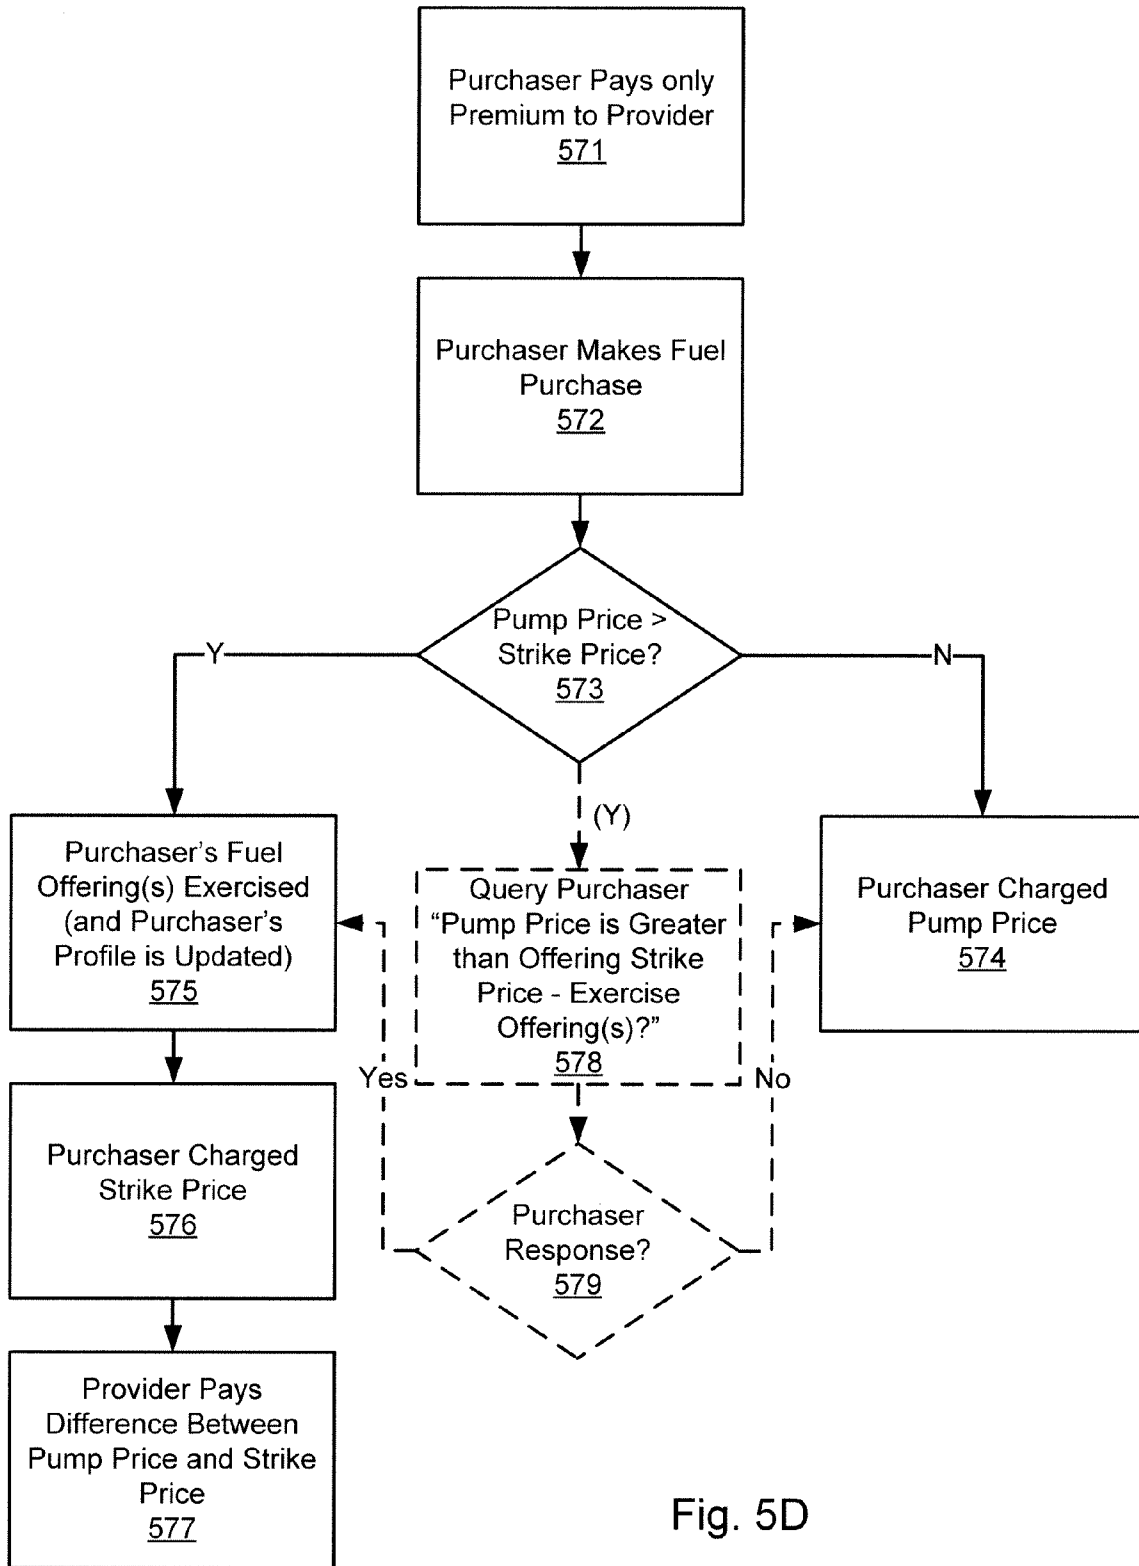 Purchaser Pays only
Premium to Provider
571
Purchaser Makes Fuel
Purchase
572
Pump Price >
Strike Price?
573
Y
N
(Y)
Purchaser's Fuel
Offering(s) Exercised
(and Purchaser's
Profile is Updated)
575
Query Purchaser
“Pump Price is Greater
than Offering Strike
Price - Exercise
Offering(s)?”
578
Purchaser Charged
Pump Price
574
Yes
No
Purchaser Charged
Strike Price
576
Purchaser
Response?
579
Provider Pays
Difference Between
Pump Price and Strike
Price
577
Fig. 5D